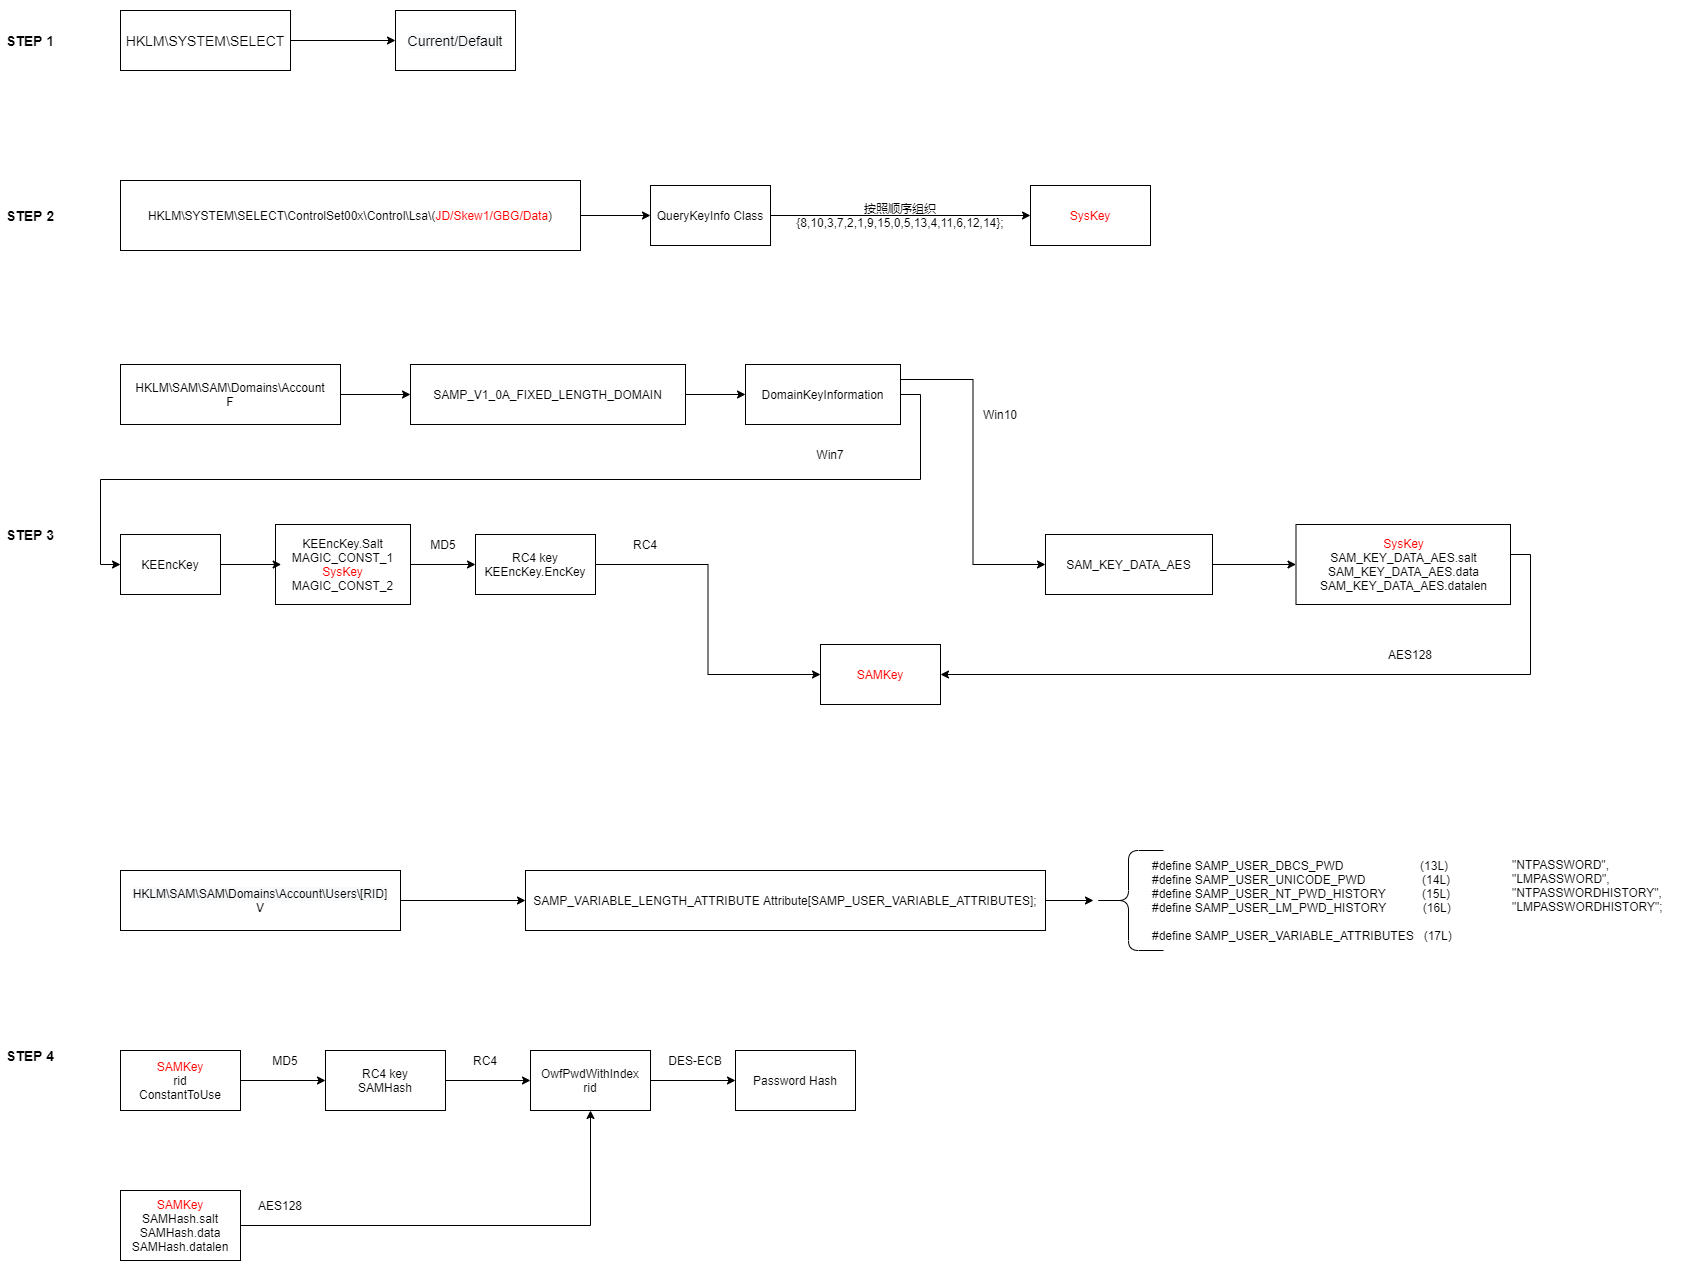 STEP 1
HKLM\SYSTEM\SELECT
Current/Default
STEP 2
HKLM\SYSTEM\SELECT\ControlSet00x\Control\Lsa\(JD/Skew1/GBG/Data)
QueryKeyInfo Class
按照顺序组织
{8,10,3,7,2,1,9,15,0,5,13,4,11,6,12,14};
SysKey
HKLM\SAM\SAM\Domains\Account
F
SAMP_V1_0A_FIXED_LENGTH_DOMAIN
DomainKeyInformation
Win10
Win7
STEP 3
KEEncKey
KEEncKey.Salt
MAGIC_CONST_1
SysKey
MAGIC_CONST_2
MD5
RC4 key
KEEncKey.EncKey
RC4
SAM_KEY_DATA_AES
SysKey
SAM_KEY_DATA_AES.salt
SAM_KEY_DATA_AES.data
SAM_KEY_DATA_AES.datalen
AES128
SAMKey
HKLM\SAM\SAM\Domains\Account\Users\[RID]
V
SAMP_VARIABLE_LENGTH_ATTRIBUTE Attribute[SAMP_USER_VARIABLE_ATTRIBUTES];
#define SAMP_USER_DBCS_PWD (13L) "NTPASSWORD",
#define SAMP_USER_UNICODE_PWD (14L) "LMPASSWORD",
#define SAMP_USER_NT_PWD_HISTORY (15L) "NTPASSWORDHISTORY",
#define SAMP_USER_LM_PWD_HISTORY (16L) "LMPASSWORDHISTORY";
#define SAMP_USER_VARIABLE_ATTRIBUTES (17L)
STEP 4
SAMKey
rid
ConstantToUse
MD5
RC4 key
SAMHash
RC4
OwfPwdWithIndex
rid
DES-ECB
Password Hash
SAMKey
SAMHash.salt
SAMHash.data
SAMHash.datalen
AES128